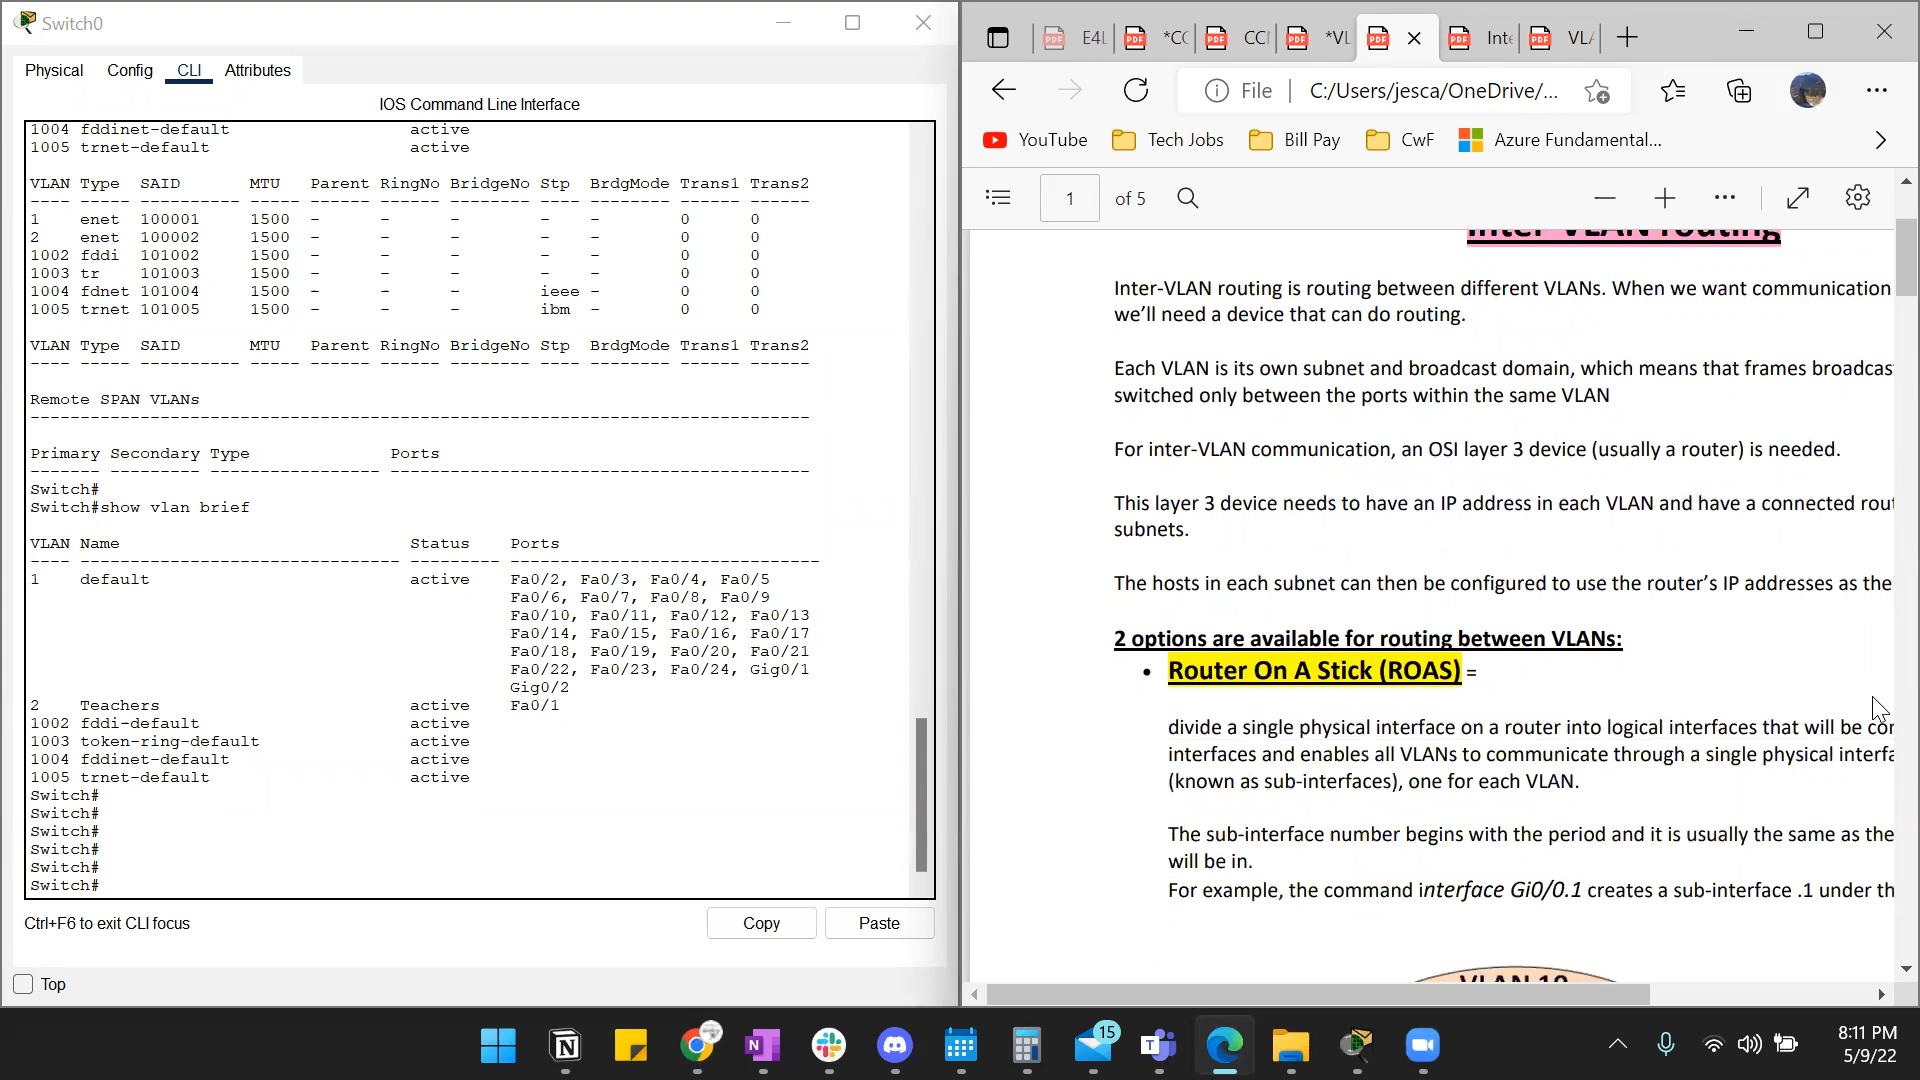 Switch0
Physical Config CLI Attributes
IOS Command Line Interface
1004 fddinet-default active
1005 trnet-default active
VLAN Type SAID MTU Parent RingNo BridgeNo Stp BrdgMode Trans1 Trans2
---- ----- ---------- ----- ------ ------ -------- ---- -------- ------ ------
1 enet 100001 1500 - - - - - 0 0
2 enet 100002 1500 - - - - - 0 0
1002 fddi 101002 1500 - - - - - 0 0
1003 tr 101003 1500 - - - - - 0 0
1004 fdnet 101004 1500 - - - ieee - 0 0
1005 trnet 101005 1500 - - - ibm - 0 0
VLAN Type SAID MTU Parent RingNo BridgeNo Stp BrdgMode Trans1 Trans2
---- ----- ---------- ----- ------ ------ -------- ---- -------- ------ ------
Remote SPAN VLANs
------------------------------------------------------------------------------
Primary Secondary Type Ports
------- --------- ----------------- ------------------------------------------
Switch#
Switch#show vlan brief
VLAN Name Status Ports
---- -------------------------------- --------- -------------------------------
1 default active Fa0/2, Fa0/3, Fa0/4, Fa0/5
Fa0/6, Fa0/7, Fa0/8, Fa0/9
Fa0/10, Fa0/11, Fa0/12, Fa0/13
Fa0/14, Fa0/15, Fa0/16, Fa0/17
Fa0/18, Fa0/19, Fa0/20, Fa0/21
Fa0/22, Fa0/23, Fa0/24, Gig0/1
Gig0/2
2 Teachers active Fa0/1
1002 fddi-default active
1003 token-ring-default active
1004 fddinet-default active
1005 trnet-default active
Switch#
Switch#
Switch#
Switch#
Switch#
Switch#
Ctrl+F6 to exit CLI focus
Copy Paste
Top
E4L *CC CCI *VL Inte VLA
File C:/Users/jesca/OneDrive/...
YouTube Tech Jobs Bill Pay CwF Azure Fundamental...
1 of 5
Inter-VLAN routing
Inter-VLAN routing is routing between different VLANs. When we want communication
we'll need a device that can do routing.
Each VLAN is its own subnet and broadcast domain, which means that frames broadcas
switched only between the ports within the same VLAN
For inter-VLAN communication, an OSI layer 3 device (usually a router) is needed.
This layer 3 device needs to have an IP address in each VLAN and have a connected rou
subnets.
The hosts in each subnet can then be configured to use the router's IP addresses as the
2 options are available for routing between VLANs:
• Router On A Stick (ROAS) =
divide a single physical interface on a router into logical interfaces that will be con
interfaces and enables all VLANs to communicate through a single physical interfa
(known as sub-interfaces), one for each VLAN.
The sub-interface number begins with the period and it is usually the same as the
will be in.
For example, the command interface Gi0/0.1 creates a sub-interface .1 under th
VLAN 10
15
8:11 PM
5/9/22